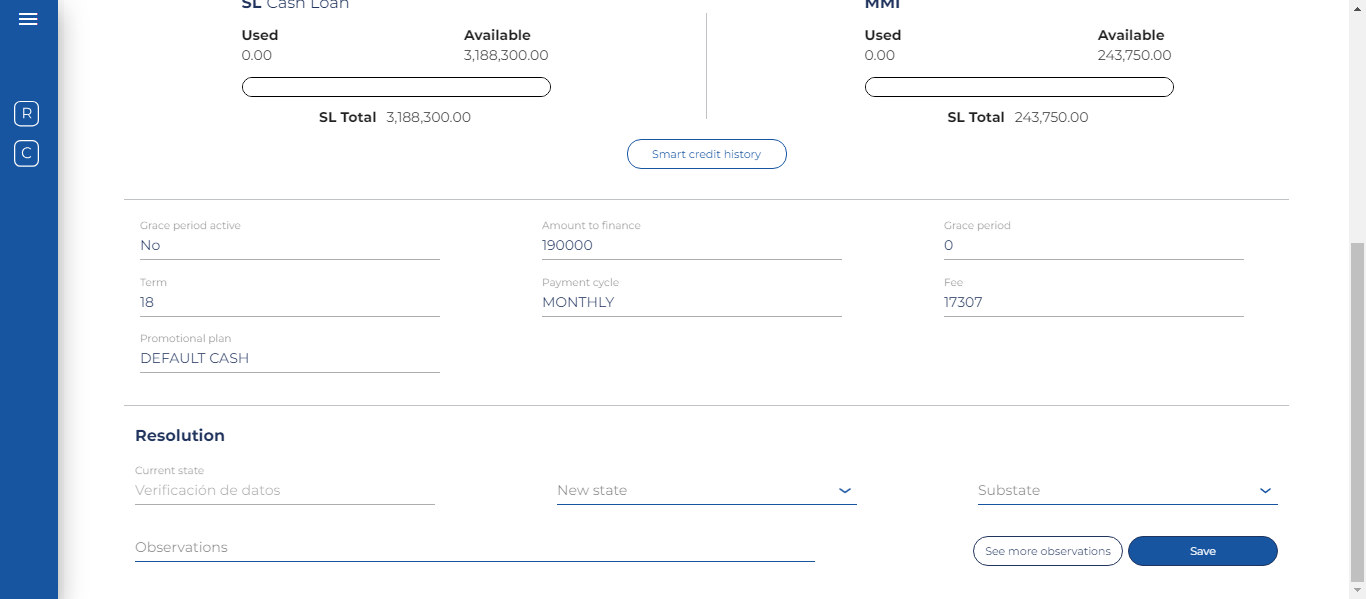 SL Cash Loan
MMI
Used Available
0.00 3,188,300.00
Used Available
0.00 243,750.00
SL Total 3,188,300.00
SL Total 243,750.00
R
C
Smart credit history
Grace period active
No
Amount to finance
190000
Grace period
0
Term
18
Payment cycle
MONTHLY
Fee
17307
Promotional plan
DEFAULT CASH
Resolution
Current state
Verificación de datos
New state
Substate
Observations
See more observations
Save